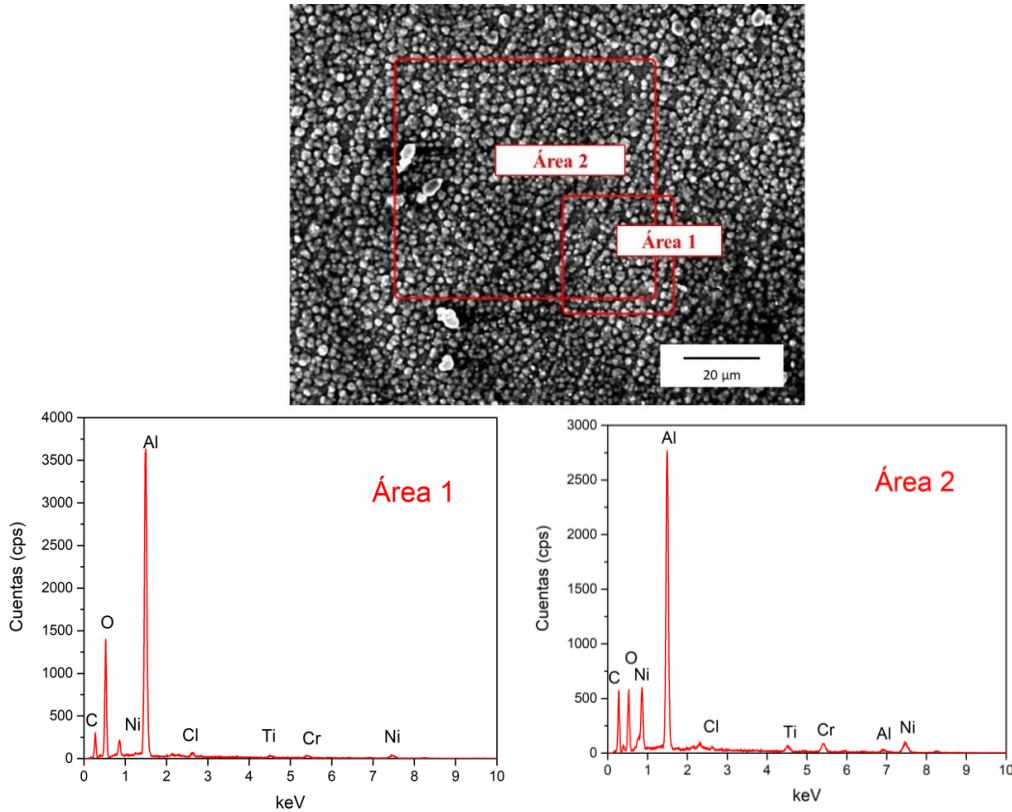 Área 2
Área 1
20 µm
4000
3500
3000
2500
2000
1500
1000
500
0
Cuentas (cps)
Al
Área 1
O
C
Ni
Cl
Ti
Cr
Ni
0 1 2 3 4 5 6 7 8 9 10
keV
3000
2500
2000
1500
1000
500
0
Cuentas (cps)
Al
Área 2
C
O
Ni
Cl
Ti
Cr
Al
Ni
0 1 2 3 4 5 6 7 8 9 10
keV